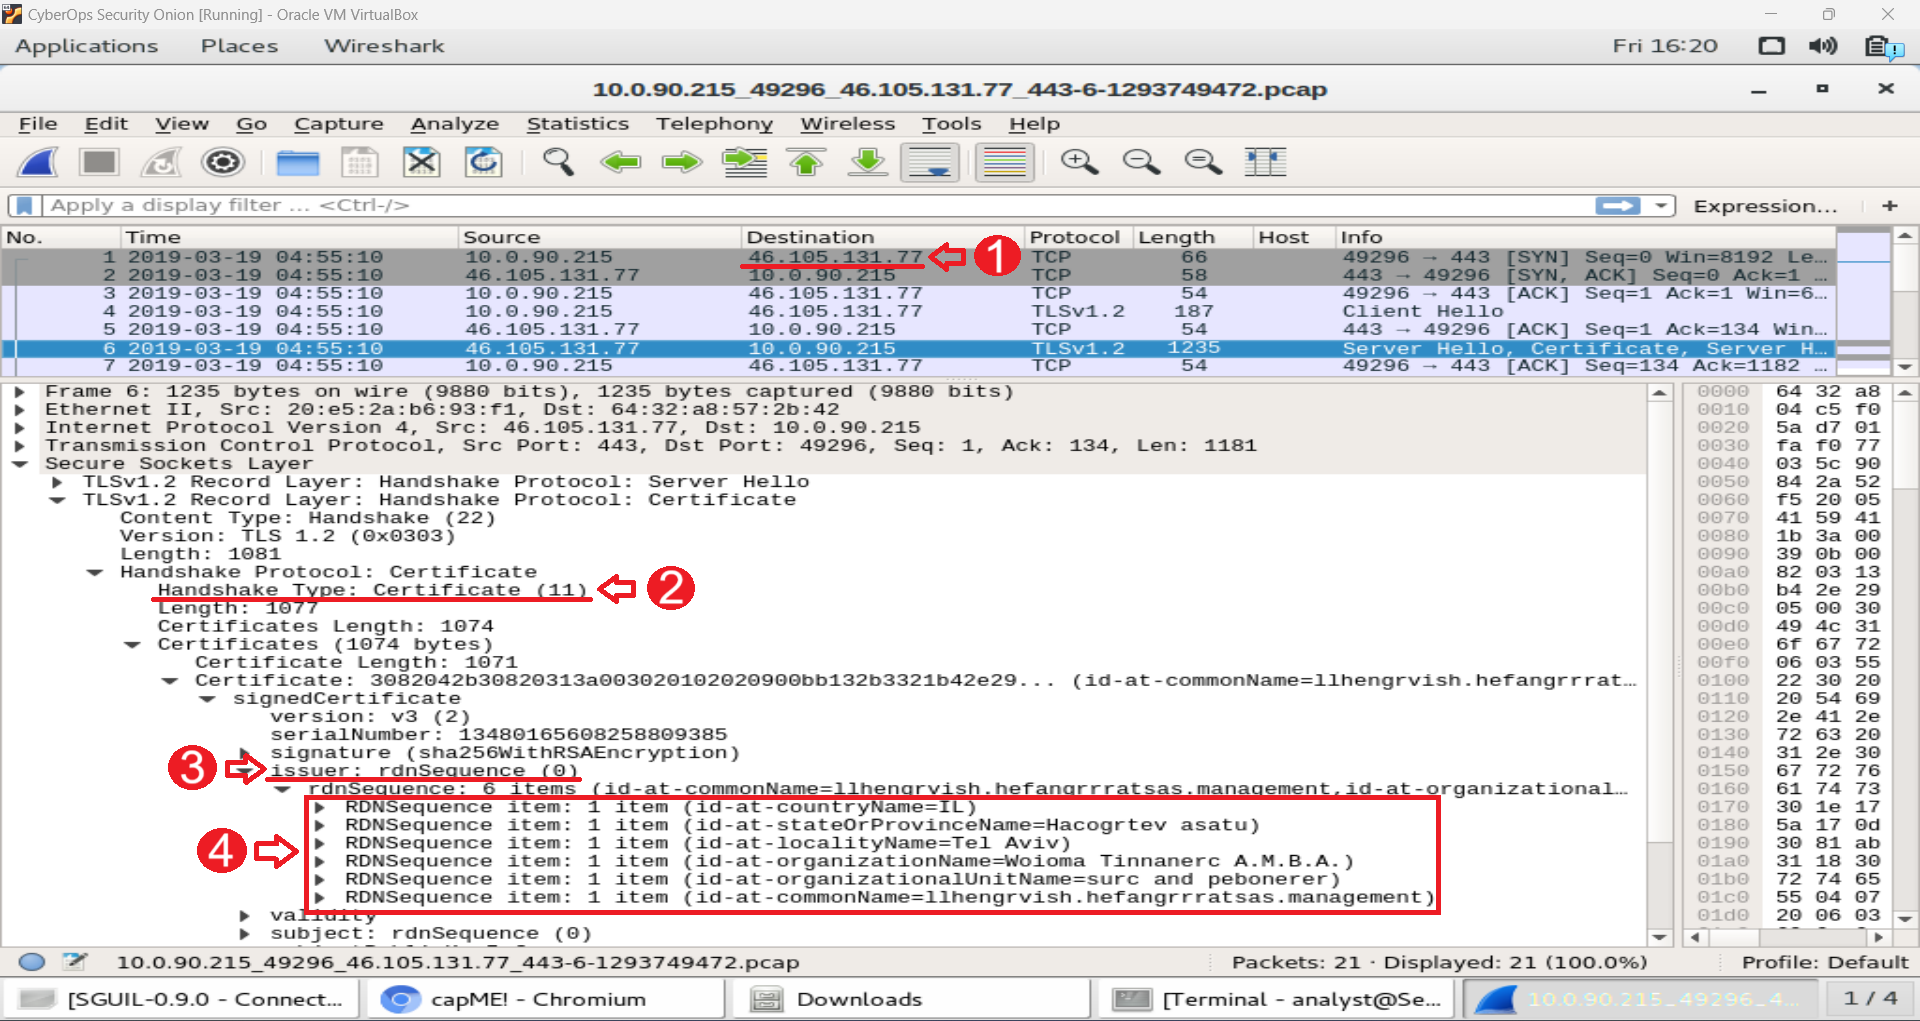 CyberOps Security Onion [Running] - Oracle VM VirtualBox
Applications Places Wireshark Fri 16:20
10.0.90.215_49296_46.105.131.77_443-6-1293749472.pcap
File Edit View Go Capture Analyze Statistics Telephony Wireless Tools Help
Apply a display filter ... <Ctrl-/> Expression... +
No. Time Source Destination Protocol Length Host Info
1 2019-03-19 04:55:10 10.0.90.215 46.105.131.77 TCP 66 49296 → 443 [SYN] Seq=0 Win=8192 Le...
1
2 2019-03-19 04:55:10 46.105.131.77 10.0.90.215 TCP 58 443 → 49296 [SYN, ACK] Seq=0 Ack=1 ...
3 2019-03-19 04:55:10 10.0.90.215 46.105.131.77 TCP 54 49296 → 443 [ACK] Seq=1 Ack=1 Win=6...
4 2019-03-19 04:55:10 10.0.90.215 46.105.131.77 TLSv1.2 187 Client Hello
5 2019-03-19 04:55:10 46.105.131.77 10.0.90.215 TCP 54 443 → 49296 [ACK] Seq=1 Ack=134 Win...
6 2019-03-19 04:55:10 46.105.131.77 10.0.90.215 TLSv1.2 1235 Server Hello, Certificate, Server H...
7 2019-03-19 04:55:10 10.0.90.215 46.105.131.77 TCP 54 49296 → 443 [ACK] Seq=134 Ack=1182 ...
Frame 6: 1235 bytes on wire (9880 bits), 1235 bytes captured (9880 bits)
Ethernet II, Src: 20:e5:2a:b6:93:f1, Dst: 64:32:a8:57:2b:42
Internet Protocol Version 4, Src: 46.105.131.77, Dst: 10.0.90.215
Transmission Control Protocol, Src Port: 443, Dst Port: 49296, Seq: 1, Ack: 134, Len: 1181
Secure Sockets Layer
TLSv1.2 Record Layer: Handshake Protocol: Server Hello
TLSv1.2 Record Layer: Handshake Protocol: Certificate
Content Type: Handshake (22)
Version: TLS 1.2 (0x0303)
Length: 1081
Handshake Protocol: Certificate
Handshake Type: Certificate (11)
2
Length: 1077
Certificates Length: 1074
Certificates (1074 bytes)
Certificate Length: 1071
Certificate: 3082042b30820313a003020102020900bb132b3321b42e29... (id-at-commonName=llhengrvish.hefangrrrat...
signedCertificate
version: v3 (2)
serialNumber: 13480165608258809385
signature (sha256WithRSAEncryption)
3
issuer: rdnSequence (0)
rdnSequence: 6 items (id-at-commonName=llhengrvish.hefangrrratsas.management,id-at-organizational...
RDNSequence item: 1 item (id-at-countryName=IL)
RDNSequence item: 1 item (id-at-stateOrProvinceName=Hacogrtev asatu)
RDNSequence item: 1 item (id-at-localityName=Tel Aviv)
4
RDNSequence item: 1 item (id-at-organizationName=Woioma Tinnanerc A.M.B.A.)
RDNSequence item: 1 item (id-at-organizationalUnitName=surc and pebonerer)
RDNSequence item: 1 item (id-at-commonName=llhengrvish.hefangrrratsas.management)
validity
subject: rdnSequence (0)
0000 64 32 a8
0010 04 c5 f0
0020 5a d7 01
0030 fa f0 77
0040 03 5c 90
0050 84 2a 52
0060 f5 20 05
0070 41 59 41
0080 1b 3a 00
0090 39 0b 00
00a0 82 03 13
00b0 b4 2e 29
00c0 05 00 30
00d0 49 4c 31
00e0 6f 67 72
00f0 06 03 55
0100 22 30 20
0110 20 54 69
0120 2e 41 2e
0130 72 63 20
0140 31 2e 30
0150 67 72 76
0160 61 74 73
0170 30 1e 17
0180 5a 17 0d
0190 30 81 ab
01a0 31 18 30
01b0 72 74 65
01c0 55 04 07
01d0 20 06 03
10.0.90.215_49296_46.105.131.77_443-6-1293749472.pcap Packets: 21 · Displayed: 21 (100.0%) Profile: Default
[SGUIL-0.9.0 - Connect... capME! - Chromium Downloads [Terminal - analyst@Se... 10.0.90.215_49296_4... 1 / 4